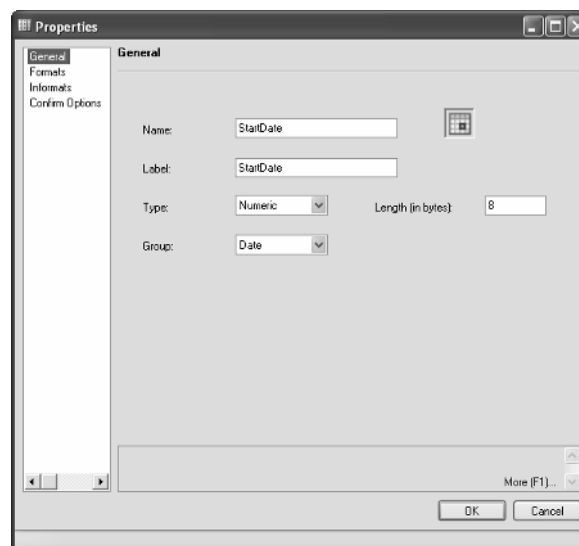 Properties
General
Formats
Informats
Confirm Options
General
Name: StartDate
Label: StartDate
Type: Numeric Length (in bytes): 8
Group: Date
More (F1)...
OK Cancel